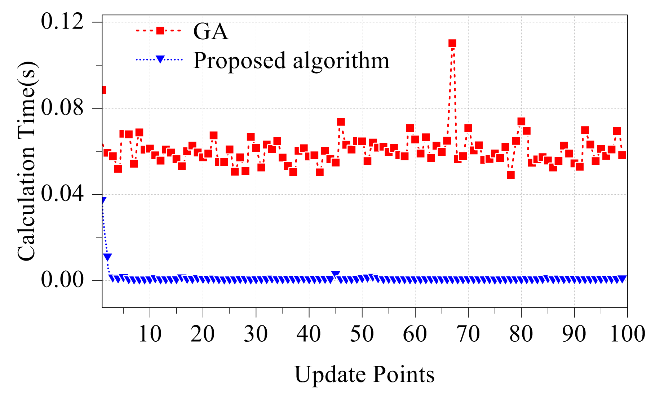 0.12
0.08
0.04
0.00
Calculation Time(s)
GA
Proposed algorithm
10 20 30 40 50 60 70 80 90 100
Update Points